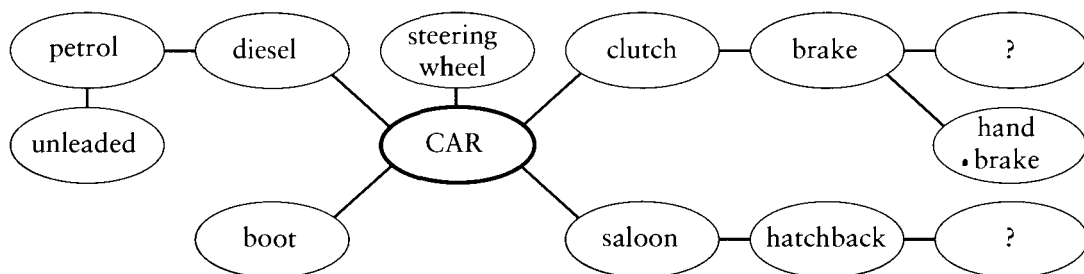 petrol
diesel
steering
wheel
clutch
brake
?
unleaded
CAR
hand
brake
boot
saloon
hatchback
?